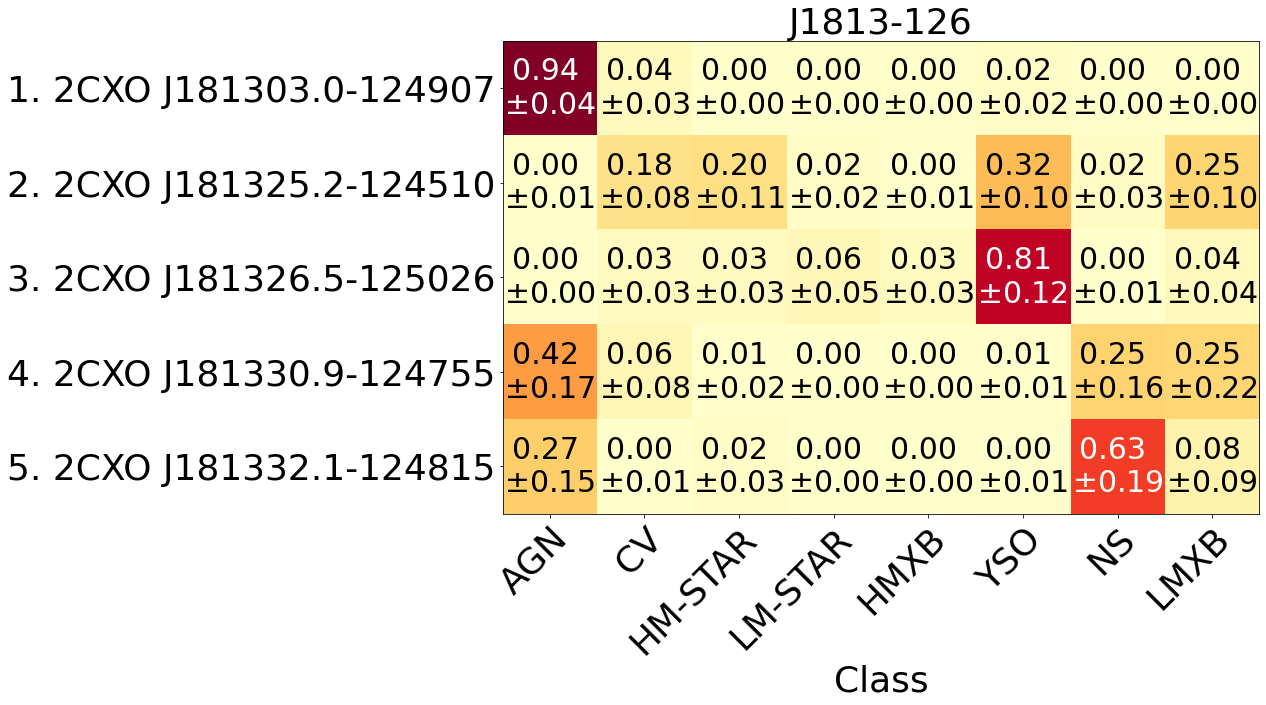 J1813-126
1. 2CXO J181303.0-124907 0.94 0.04 0.00 0.00 0.00 0.02 0.00 0.00
±0.04 ±0.03 ±0.00 ±0.00 ±0.00 ±0.02 ±0.00 ±0.00
2. 2CXO J181325.2-124510 0.00 0.18 0.20 0.02 0.00 0.32 0.02 0.25
±0.01 ±0.08 ±0.11 ±0.02 ±0.01 ±0.10 ±0.03 ±0.10
3. 2CXO J181326.5-125026 0.00 0.03 0.03 0.06 0.03 0.81 0.00 0.04
±0.00 ±0.03 ±0.03 ±0.05 ±0.03 ±0.12 ±0.01 ±0.04
4. 2CXO J181330.9-124755 0.42 0.06 0.01 0.00 0.00 0.01 0.25 0.25
±0.17 ±0.08 ±0.02 ±0.00 ±0.00 ±0.01 ±0.16 ±0.22
5. 2CXO J181332.1-124815 0.27 0.00 0.02 0.00 0.00 0.00 0.63 0.08
±0.15 ±0.01 ±0.03 ±0.00 ±0.00 ±0.01 ±0.19 ±0.09
AGN CV HM-STAR LM-STAR HMXB YSO NS LMXB
Class